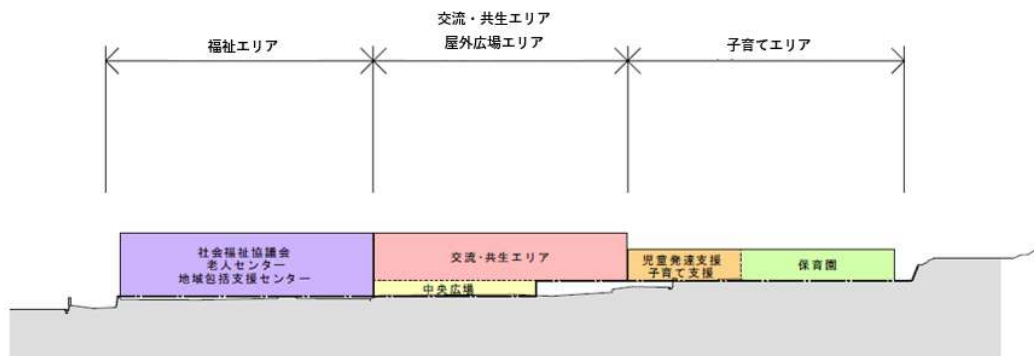 交流・共生エリア
福祉エリア
屋外広場エリア
子育てエリア
社会福祉協議会
老人センター
地域包括支援センター
交流・共生エリア
中央広場
児童発達支援
子育て支援
保育園